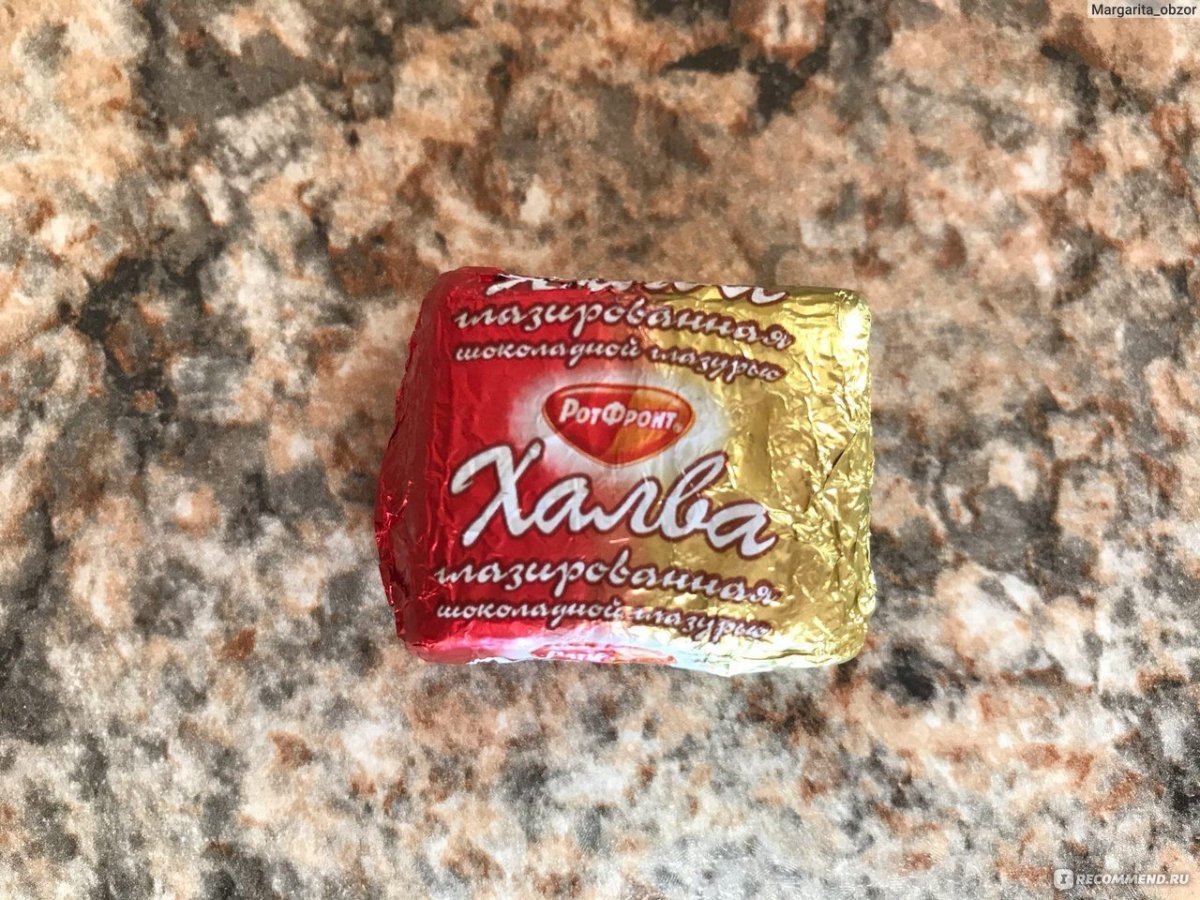 Margarita_obzor
глазированная
шоколадной глазурью
РотФронт
Халва
глазированная
шоколадной глазурью
RECOMMEND.RU